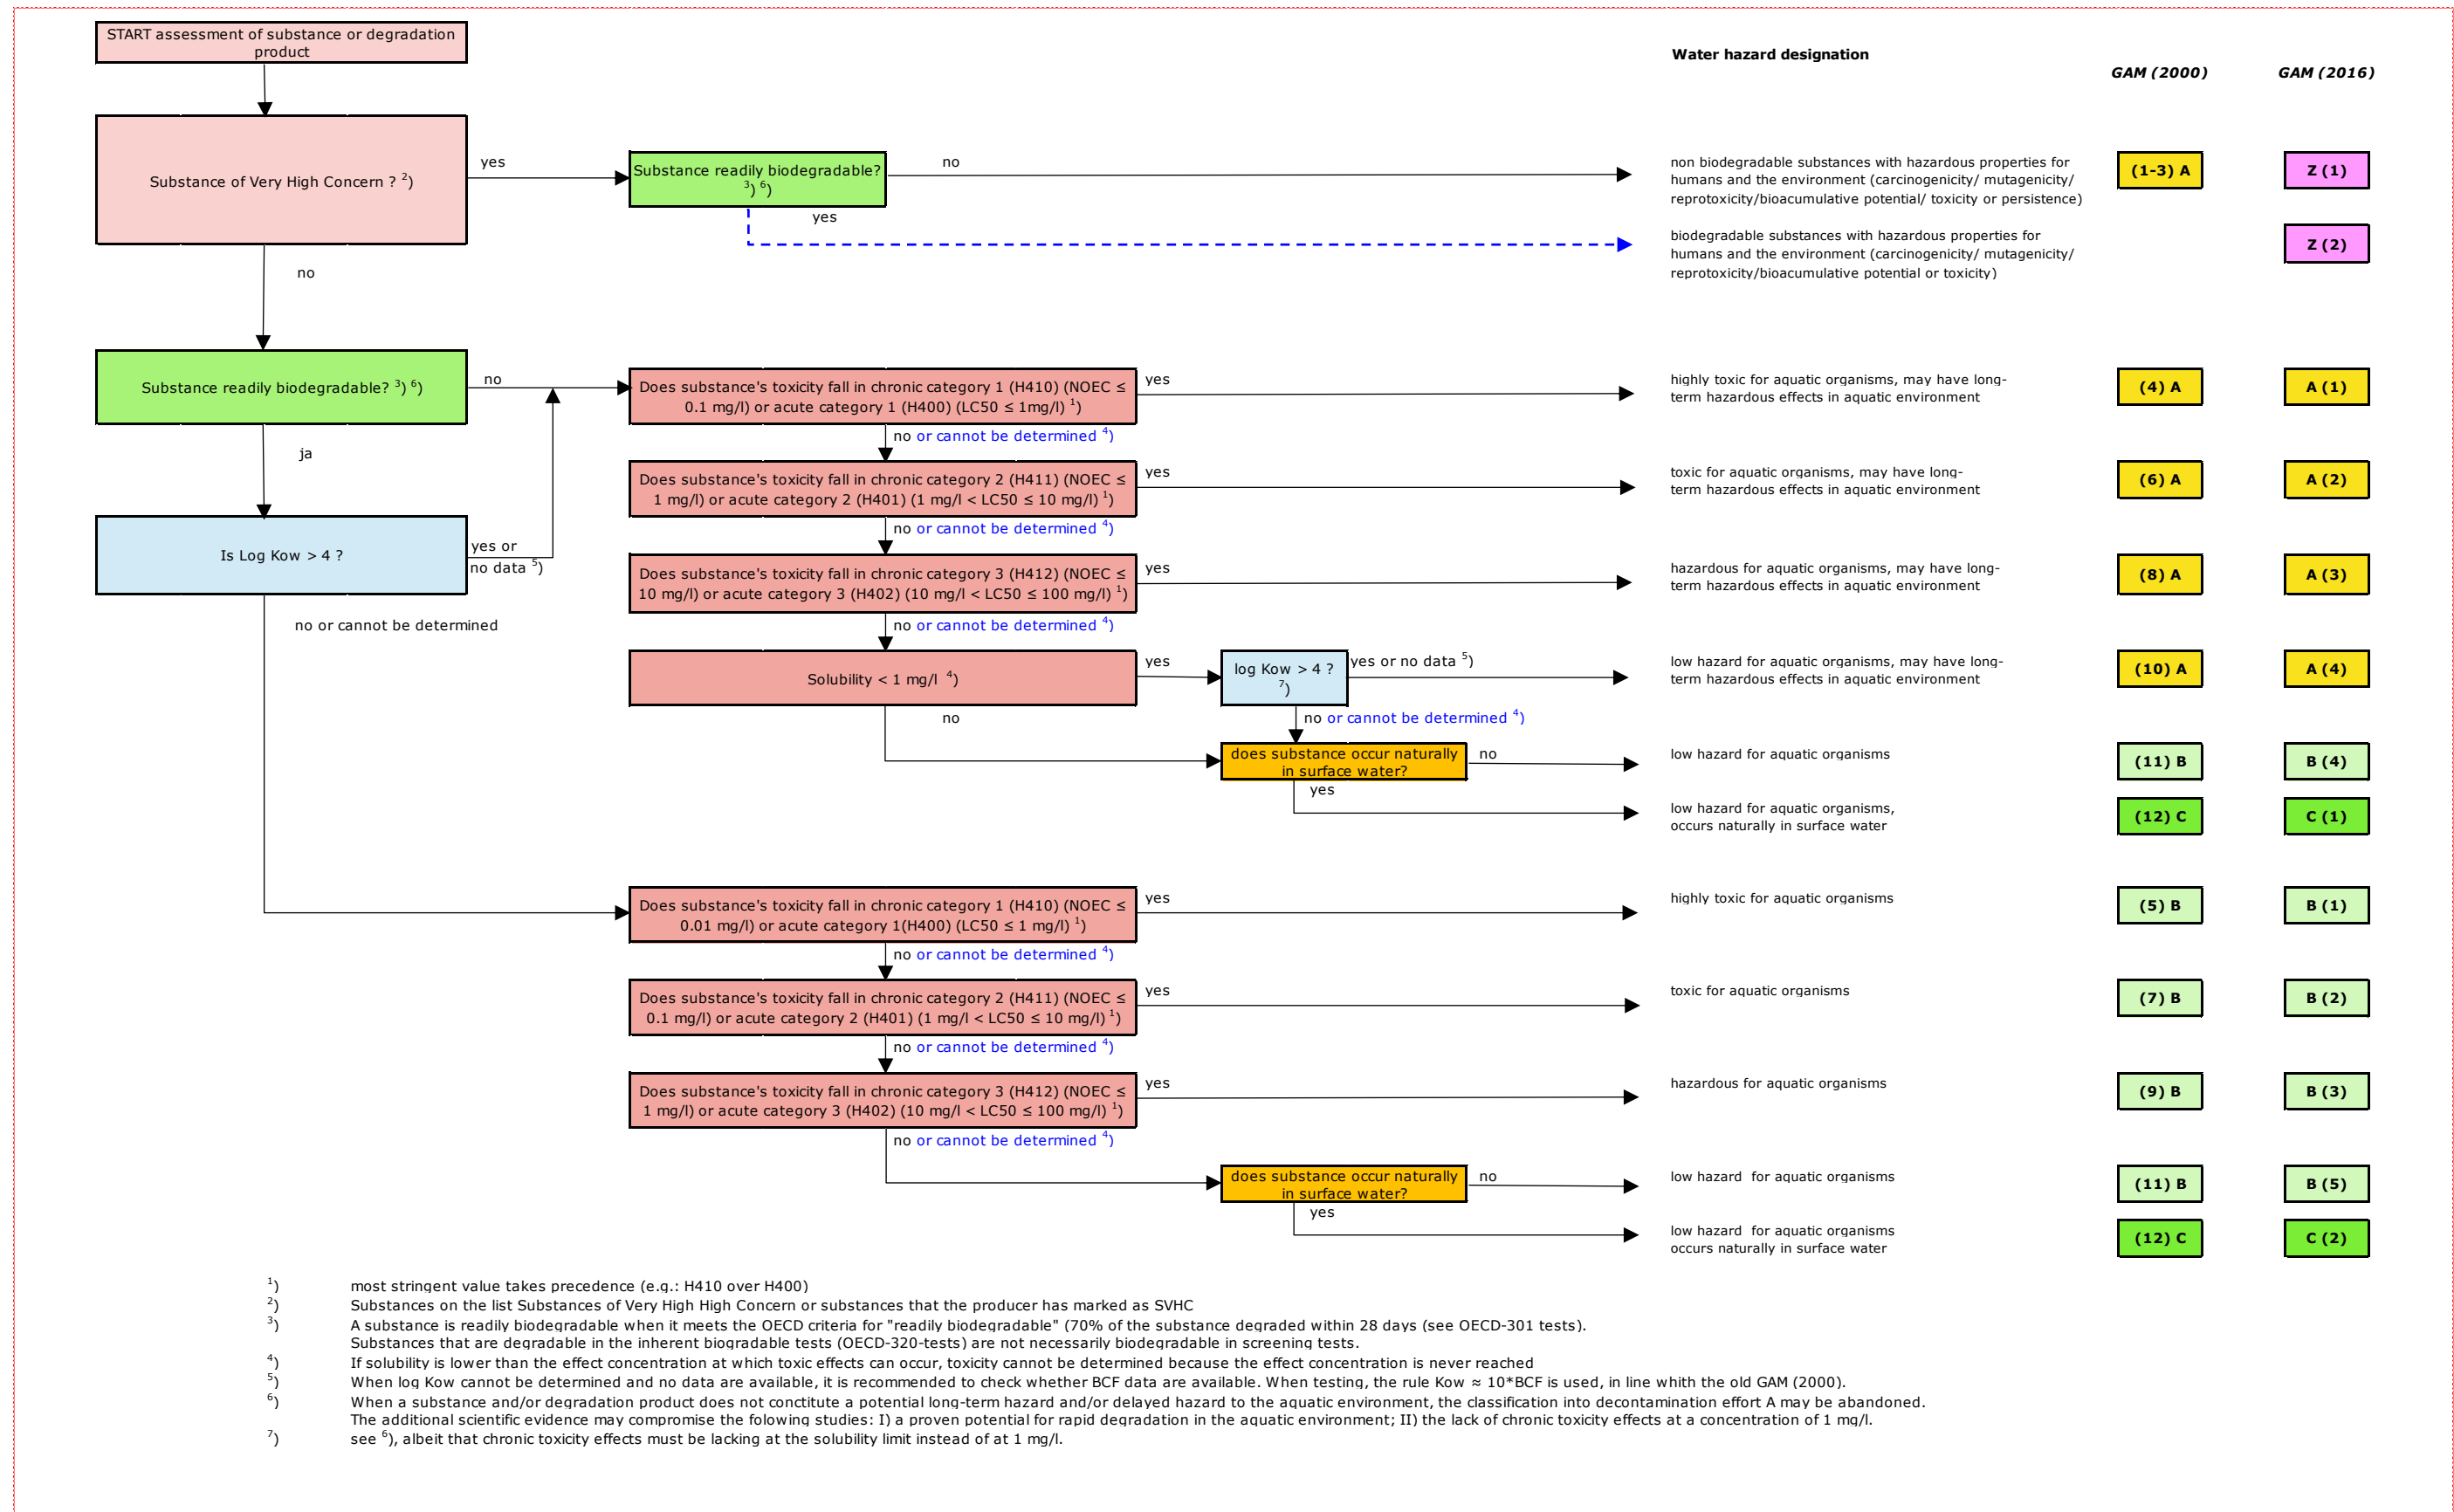 START assessment of substance or degradation
product
Water hazard designation
GAM (2000)
GAM (2016)
Substance of Very High Concern ? 2)
yes
Substance readily biodegradable?
3) 6)
no
yes
non biodegradable substances with hazardous properties for
humans and the environment (carcinogenicity/ mutagenicity/
reprotoxicity/bioacumulative potential/ toxicity or persistence)
(1-3) A
Z (1)
biodegradable substances with hazardous properties for
humans and the environment (carcinogenicity/ mutagenicity/
reprotoxicity/bioacumulative potential or toxicity)
Z (2)
no
Substance readily biodegradable? 3) 6)
no
Does substance's toxicity fall in chronic category 1 (H410) (NOEC ≤
0.1 mg/l) or acute category 1 (H400) (LC50 ≤ 1mg/l) 1)
yes
highly toxic for aquatic organisms, may have long-
term hazardous effects in aquatic environment
(4) A
A (1)
no or cannot be determined 4)
ja
Does substance's toxicity fall in chronic category 2 (H411) (NOEC ≤
1 mg/l) or acute category 2 (H401) (1 mg/l < LC50 ≤ 10 mg/l) 1)
yes
toxic for aquatic organisms, may have long-
term hazardous effects in aquatic environment
(6) A
A (2)
no or cannot be determined 4)
Is Log Kow > 4 ?
yes or
no data 5)
Does substance's toxicity fall in chronic category 3 (H412) (NOEC ≤
10 mg/l) or acute category 3 (H402) (10 mg/l < LC50 ≤ 100 mg/l) 1)
yes
hazardous for aquatic organisms, may have long-
term hazardous effects in aquatic environment
(8) A
A (3)
no or cannot be determined
no or cannot be determined 4)
Solubility < 1 mg/l 4)
yes
log Kow > 4 ?
7)
yes or no data 5)
low hazard for aquatic organisms, may have long-
term hazardous effects in aquatic environment
(10) A
A (4)
no
no or cannot be determined 4)
does substance occur naturally
in surface water?
no
low hazard for aquatic organisms
(11) B
B (4)
yes
low hazard for aquatic organisms,
occurs naturally in surface water
(12) C
C (1)
Does substance's toxicity fall in chronic category 1 (H410) (NOEC ≤
0.01 mg/l) or acute category 1(H400) (LC50 ≤ 1 mg/l) 1)
yes
highly toxic for aquatic organisms
(5) B
B (1)
no or cannot be determined 4)
Does substance's toxicity fall in chronic category 2 (H411) (NOEC ≤
0.1 mg/l) or acute category 2 (H401) (1 mg/l < LC50 ≤ 10 mg/l) 1)
yes
toxic for aquatic organisms
(7) B
B (2)
no or cannot be determined 4)
Does substance's toxicity fall in chronic category 3 (H412) (NOEC ≤
1 mg/l) or acute category 3 (H402) (10 mg/l < LC50 ≤ 100 mg/l) 1)
yes
hazardous for aquatic organisms
(9) B
B (3)
no or cannot be determined 4)
does substance occur naturally
in surface water?
no
low hazard for aquatic organisms
(11) B
B (5)
yes
low hazard for aquatic organisms
occurs naturally in surface water
(12) C
C (2)
1) most stringent value takes precedence (e.g.: H410 over H400)
2) Substances on the list Substances of Very High High Concern or substances that the producer has marked as SVHC
3) A substance is readily biodegradable when it meets the OECD criteria for "readily biodegradable" (70% of the substance degraded within 28 days (see OECD-301 tests).
Substances that are degradable in the inherent biogradable tests (OECD-320-tests) are not necessarily biodegradable in screening tests.
4) If solubility is lower than the effect concentration at which toxic effects can occur, toxicity cannot be determined because the effect concentration is never reached
5) When log Kow cannot be determined and no data are available, it is recommended to check whether BCF data are available. When testing, the rule Kow ≈ 10*BCF is used, in line whith the old GAM (2000).
6) When a substance and/or degradation product does not conctitute a potential long-term hazard and/or delayed hazard to the aquatic environment, the classification into decontamination effort A may be abandoned.
The additional scientific evidence may compromise the folowing studies: I) a proven potential for rapid degradation in the aquatic environment; II) the lack of chronic toxicity effects at a concentration of 1 mg/l.
7) see 6), albeit that chronic toxicity effects must be lacking at the solubility limit instead of at 1 mg/l.